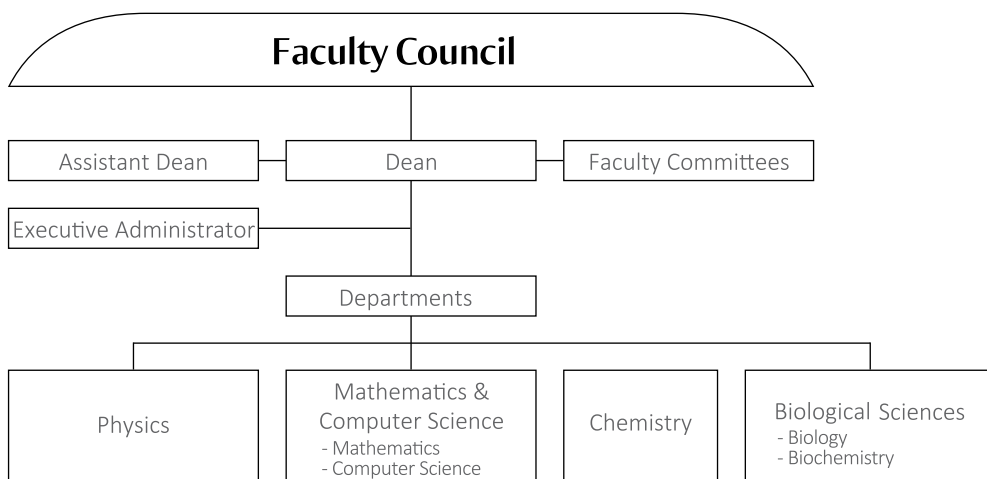 Faculty Council
Assistant Dean
Dean
Faculty Committees
Executive Administrator
Departments
Physics
Mathematics &
Computer Science
- Mathematics
- Computer Science
Chemistry
Biological Sciences
- Biology
- Biochemistry